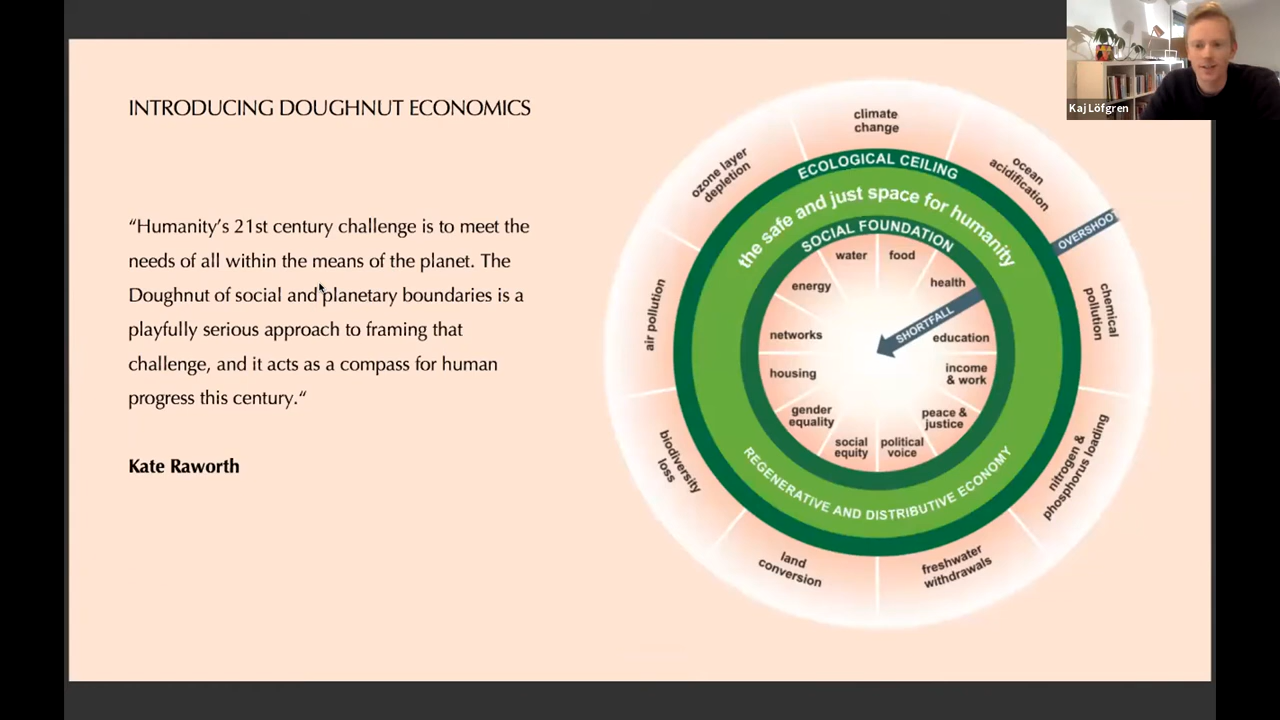 Kaj Löfgren
INTRODUCING DOUGHNUT ECONOMICS
“Humanity’s 21st century challenge is to meet the
needs of all within the means of the planet. The
Doughnut of social and planetary boundaries is a
playfully serious approach to framing that
challenge, and it acts as a compass for human
progress this century.“
Kate Raworth
climate
change
ocean
acidification
chemical
pollution
nitrogen &
phosphorus loading
freshwater
withdrawals
land
conversion
biodiversity
loss
air pollution
ozone layer
depletion
OVERSHOOT
ECOLOGICAL CEILING
the safe and just space for humanity
SOCIAL FOUNDATION
water
food
health
education
income
& work
peace &
justice
political
voice
social
equity
gender
equality
housing
networks
energy
SHORTFALL
REGENERATIVE AND DISTRIBUTIVE ECONOMY